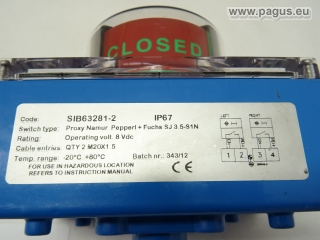 www.pagus.eu
CLOSED
Code: SIB63281-2 IP67
Switch type: Proxy Namur Pepperl + Fuchs SJ 3.5-S1N
Rating: Operating volt. 8 Vdc
Cable entries: QTY 2 M20X1.5
Temp. range: -20°C +80°C Batch nr.: 343/12
FOR USE IN HAZARDOUS LOCATION
REFERS TO INSTRUCTION MANUAL
LEFT RIGHT
1 2 3 4